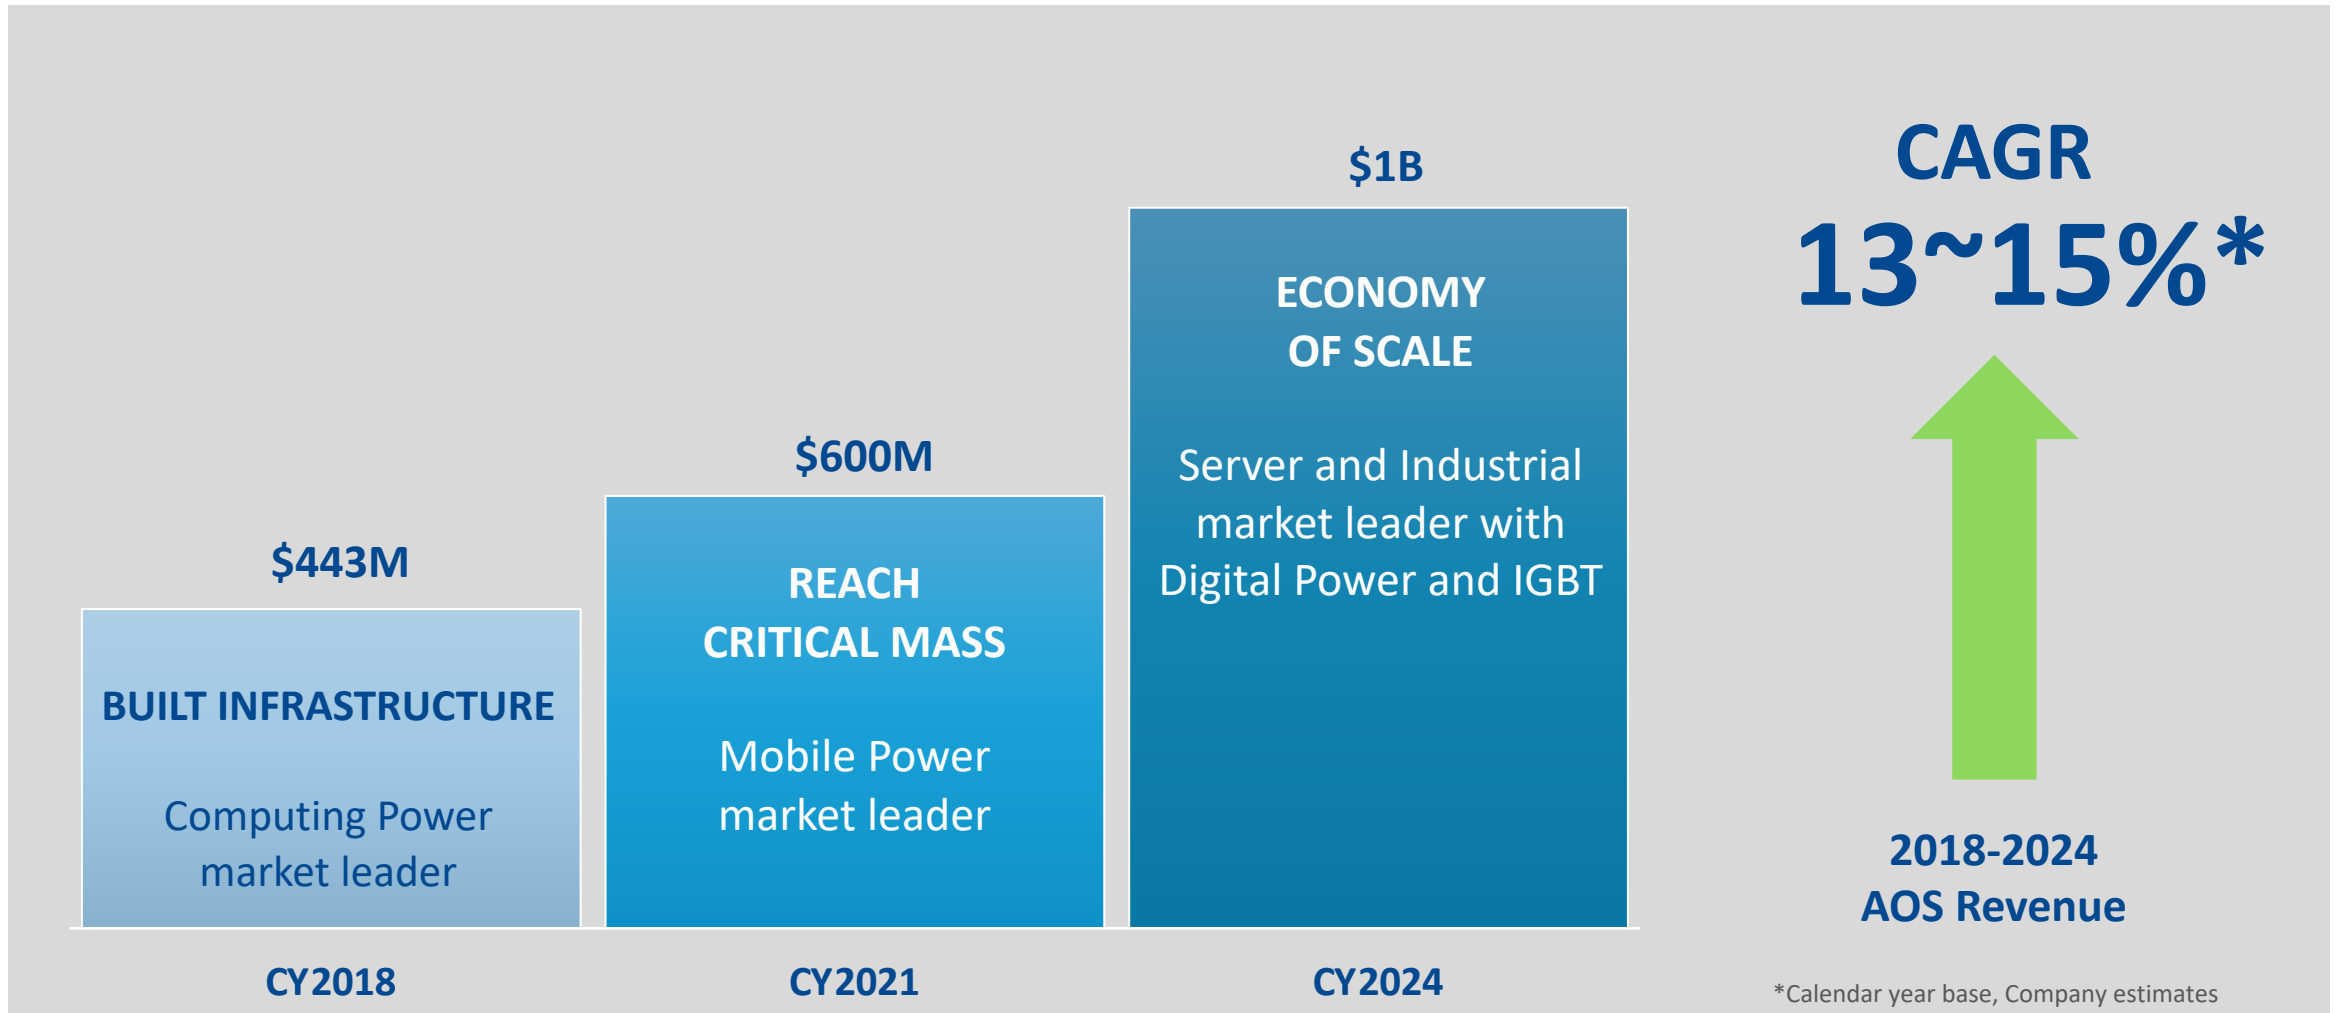 $443M
BUILT INFRASTRUCTURE
Computing Power
market leader
CY2018
$600M
REACH
CRITICAL MASS
Mobile Power
market leader
CY2021
$1B
ECONOMY
OF SCALE
Server and Industrial
market leader with
Digital Power and IGBT
CY2024
CAGR
13~15%*
2018-2024
AOS Revenue
*Calendar year base, Company estimates